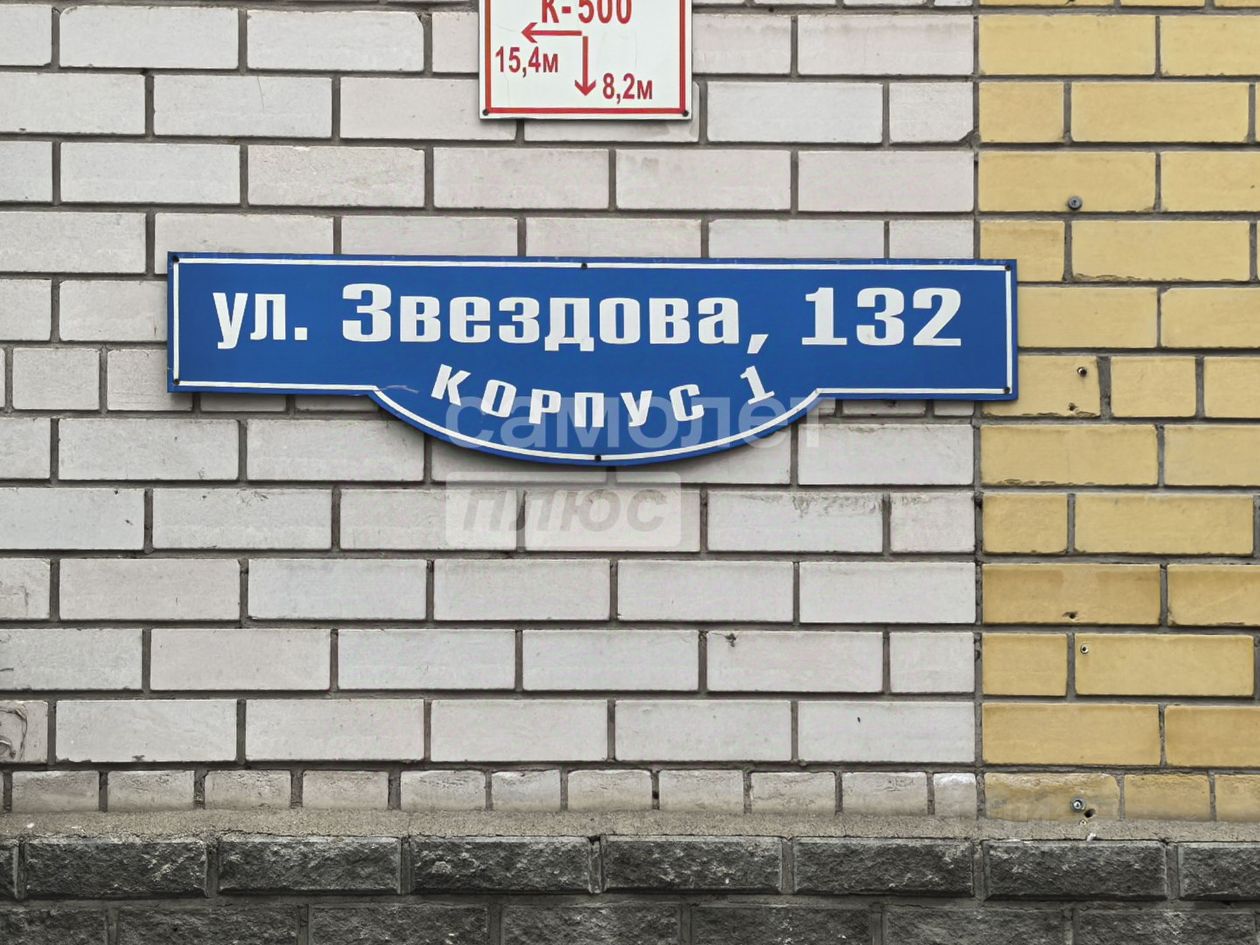 К-500
15,4м
8,2м
ул. Звездова, 132
КОРПУС 1
самолет
плюс